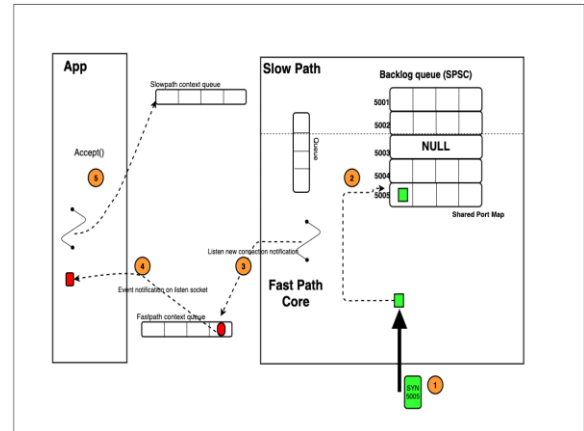 App
Slow Path
Slowpath context queue
Backlog queue (SPSC)
5001
5002
Accept()
Queue
5003
NULL
5
5004
2
5005
Shared Port Map
Listen new connection notification
4
3
Event notification on listen socket
Fast Path
Core
Fastpath context queue
SYN
5005
1